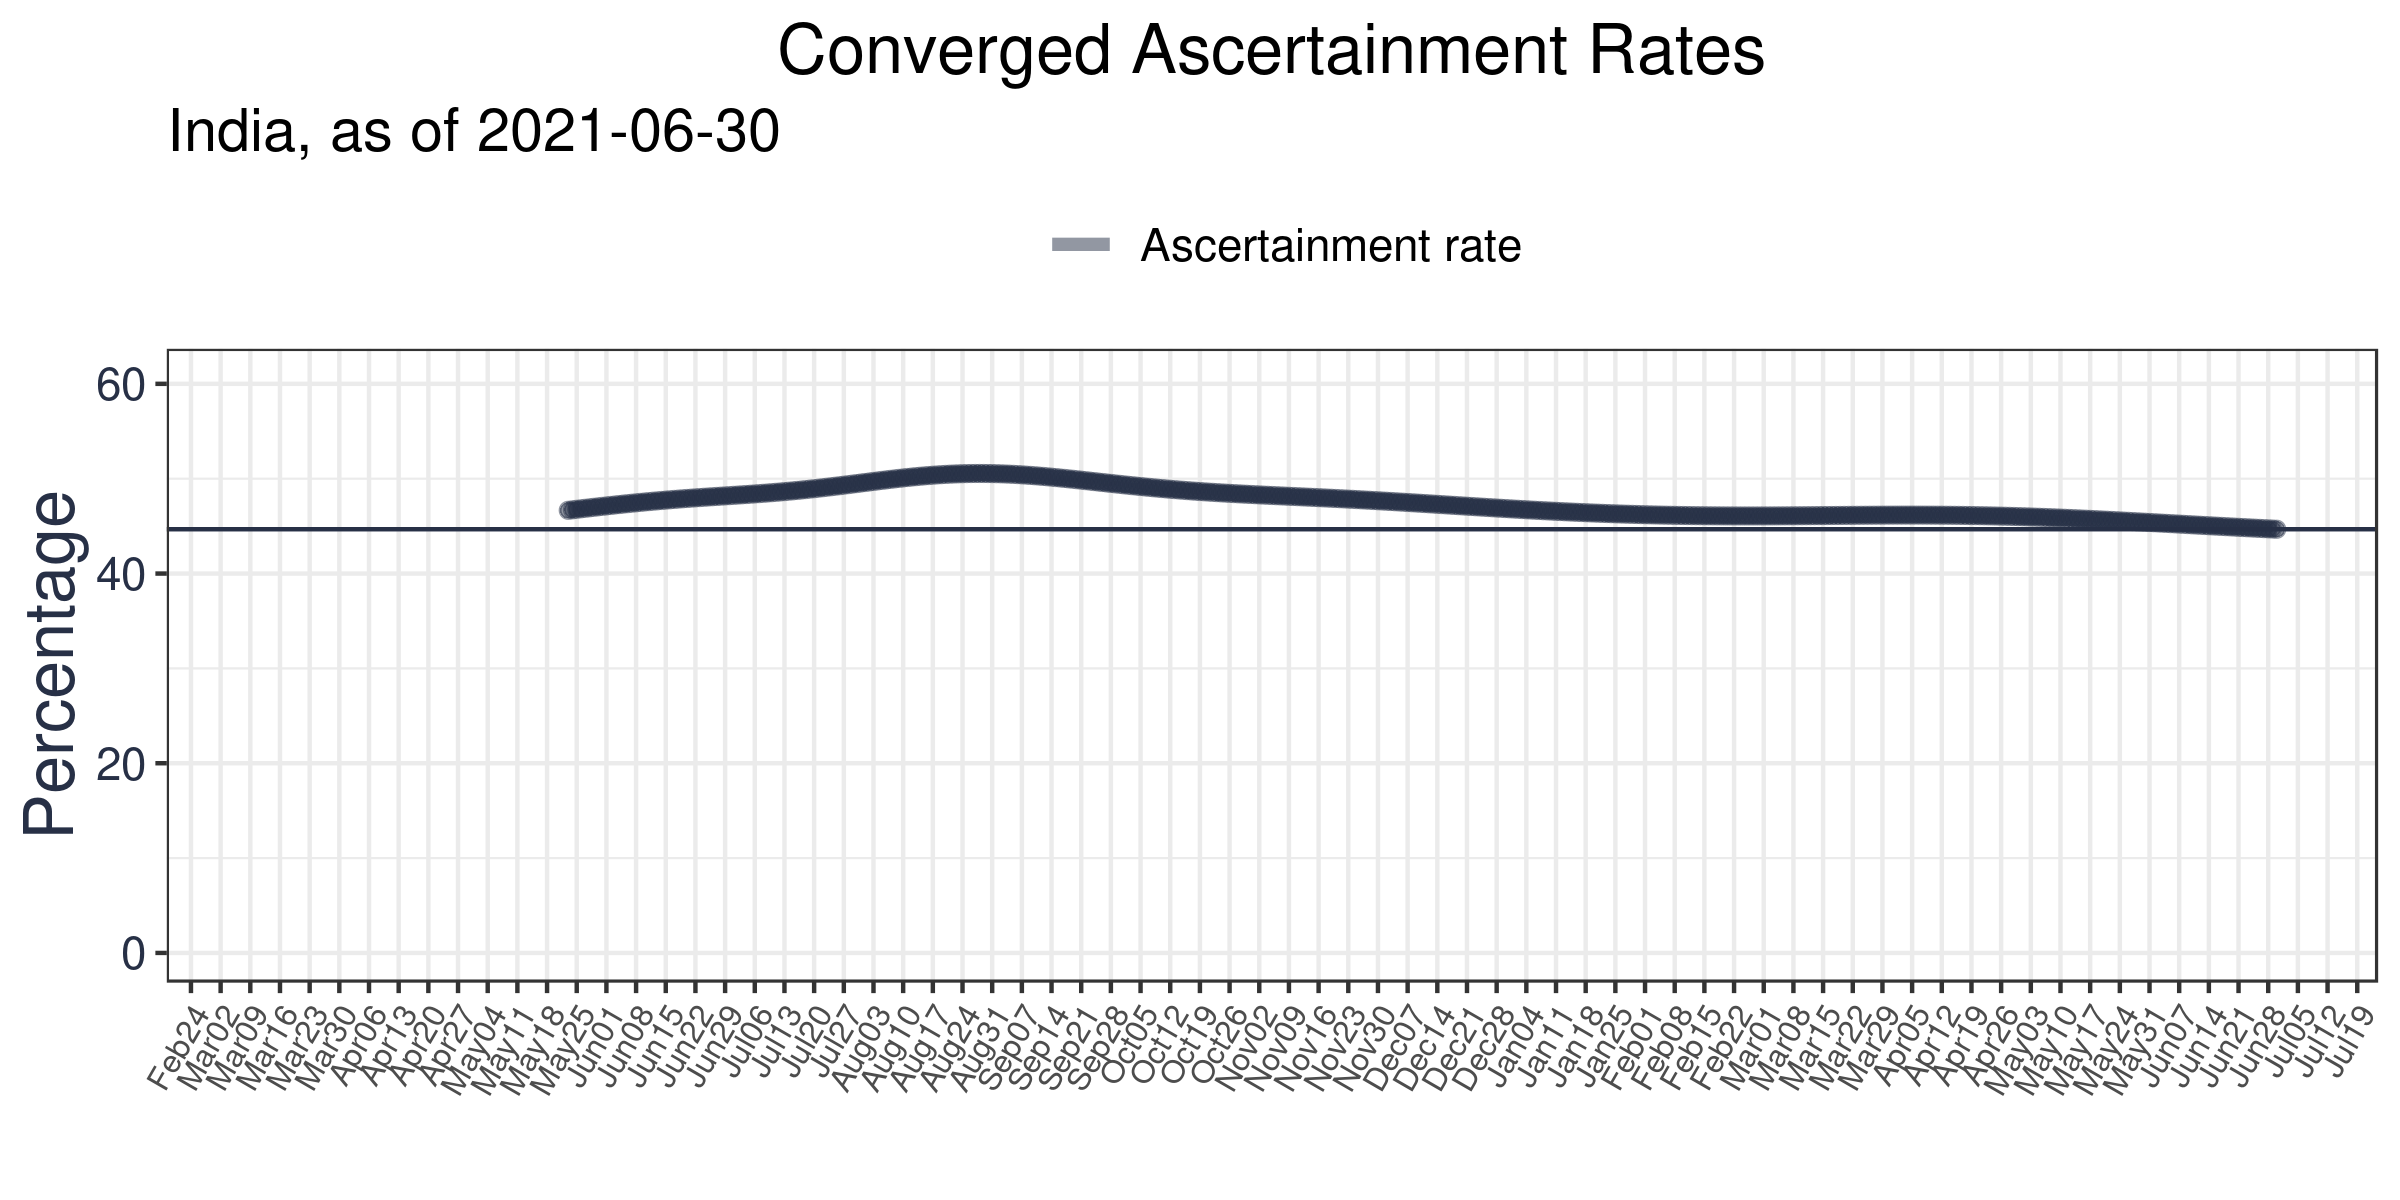 Converged Ascertainment Rates
India, as of 2021-06-30
Ascertainment rate
Percentage
60
40
20
0
Feb24
Mar02
Mar09
Mar16
Mar23
Mar30
Apr06
Apr13
Apr20
Apr27
May04
May11
May18
May25
Jun01
Jun08
Jun15
Jun22
Jun29
Jul06
Jul13
Jul20
Jul27
Aug03
Aug10
Aug17
Aug24
Aug31
Sep07
Sep14
Sep21
Sep28
Oct05
Oct12
Oct19
Oct26
Nov02
Nov09
Nov16
Nov23
Nov30
Dec07
Dec14
Dec21
Dec28
Jan04
Jan11
Jan18
Jan25
Feb01
Feb08
Feb15
Feb22
Mar01
Mar08
Mar15
Mar22
Mar29
Apr05
Apr12
Apr19
Apr26
May03
May10
May17
May24
May31
Jun07
Jun14
Jun21
Jun28
Jul05
Jul12
Jul19